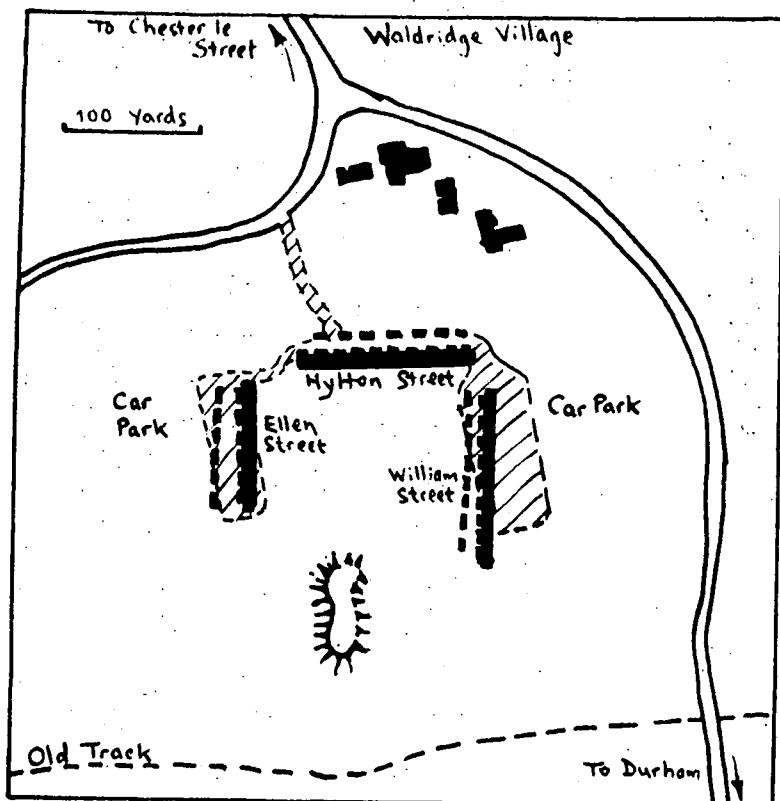 To Chester le
Street
Waldridge Village
100 Yards
Hylton Street
Car
Park
Ellen
Street
Car Park
William
Street
Old Track
To Durham